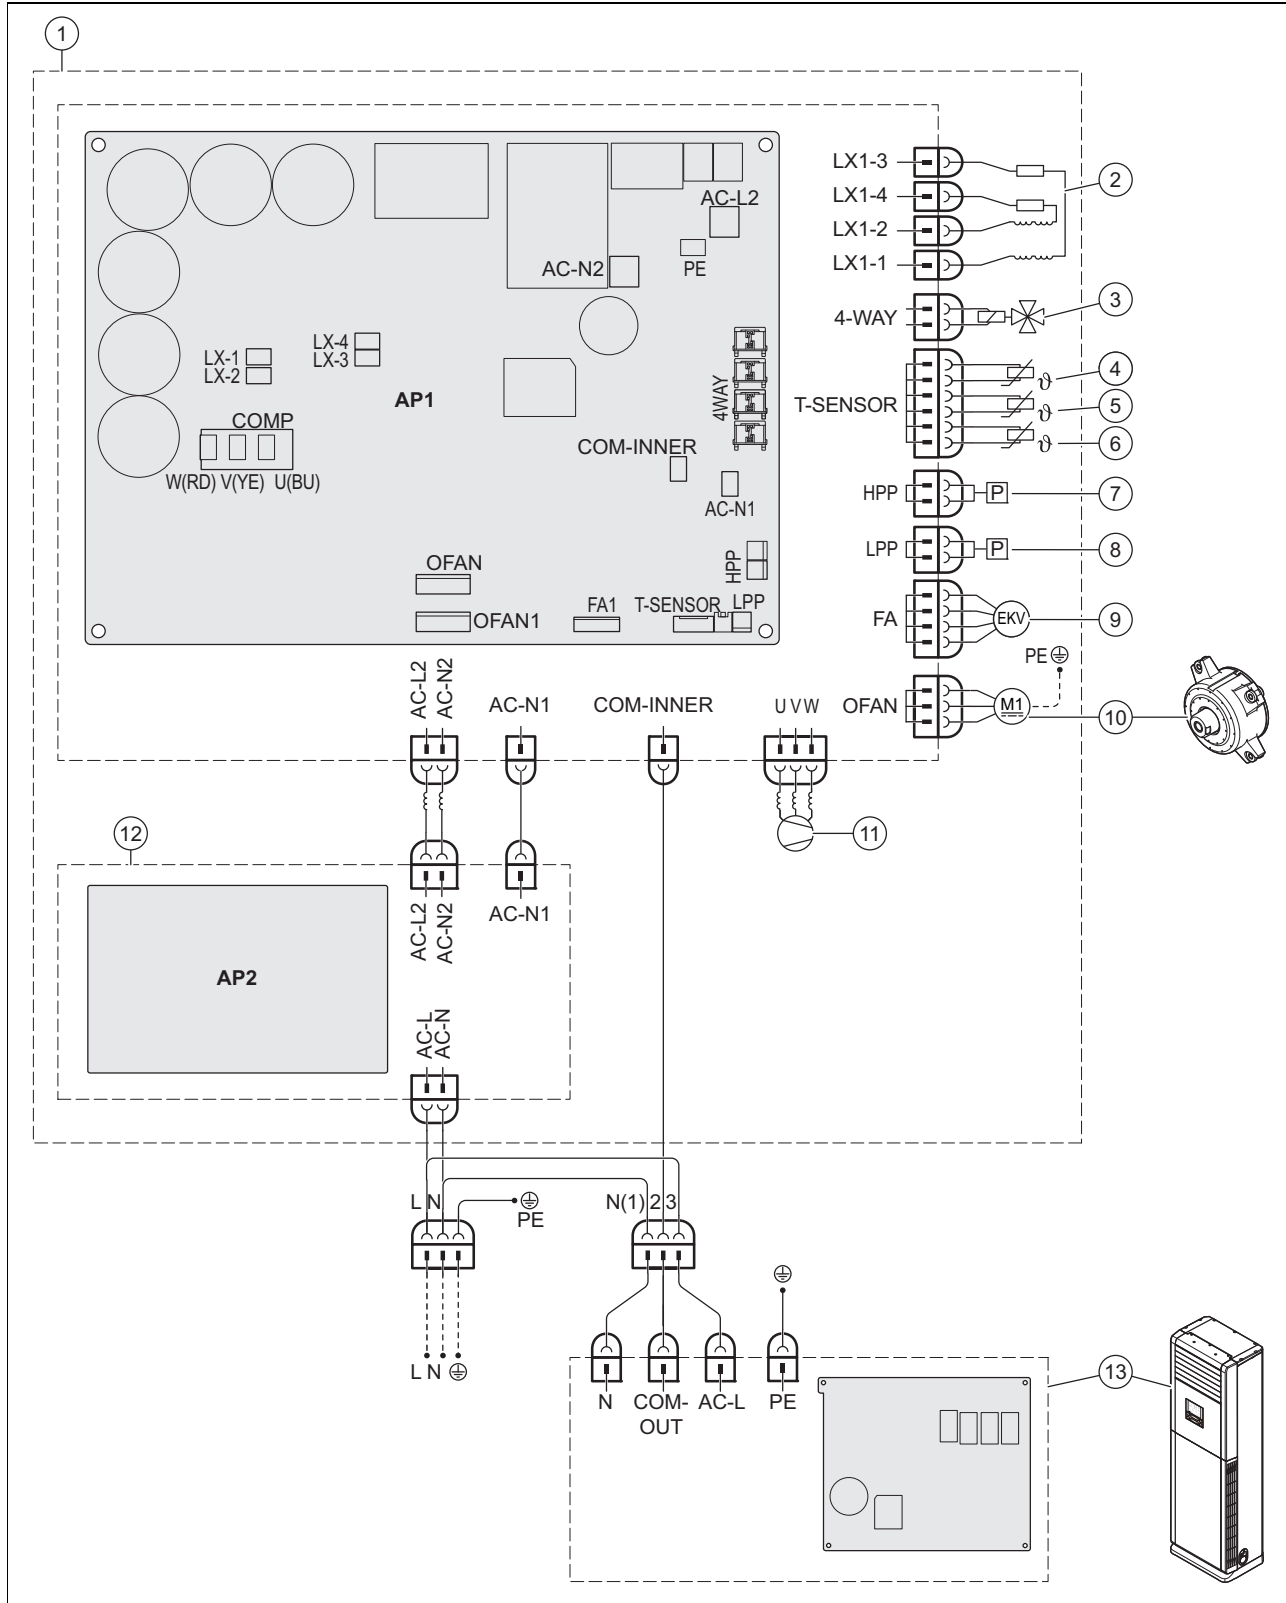 1
LX1-3
2
LX1-4
AC-L2
LX1-2
LX1-1
AC-N2
PE
3
4-WAY
LX-4
LX-3
LX-1
LX-2
4
ϑ
AP1
4WAY
T-SENSOR
5
ϑ
COMP
6
ϑ
COM-INNER
W(RD) V(YE) U(BU)
HPP
P
7
AC-N1
LPP
P
8
HPP
OFAN
FA1
T-SENSOR
LPP
FA
EKV
9
OFAN1
PE
AC-L2
AC-N2
AC-N1
COM-INNER
U V W
OFAN
M1
10
12
11
AC-L2
AC-N2
AC-N1
AP2
AC-L
AC-N
L N
PE
N(1) 2 3
L N
N
COM-
OUT
AC-L
PE
13